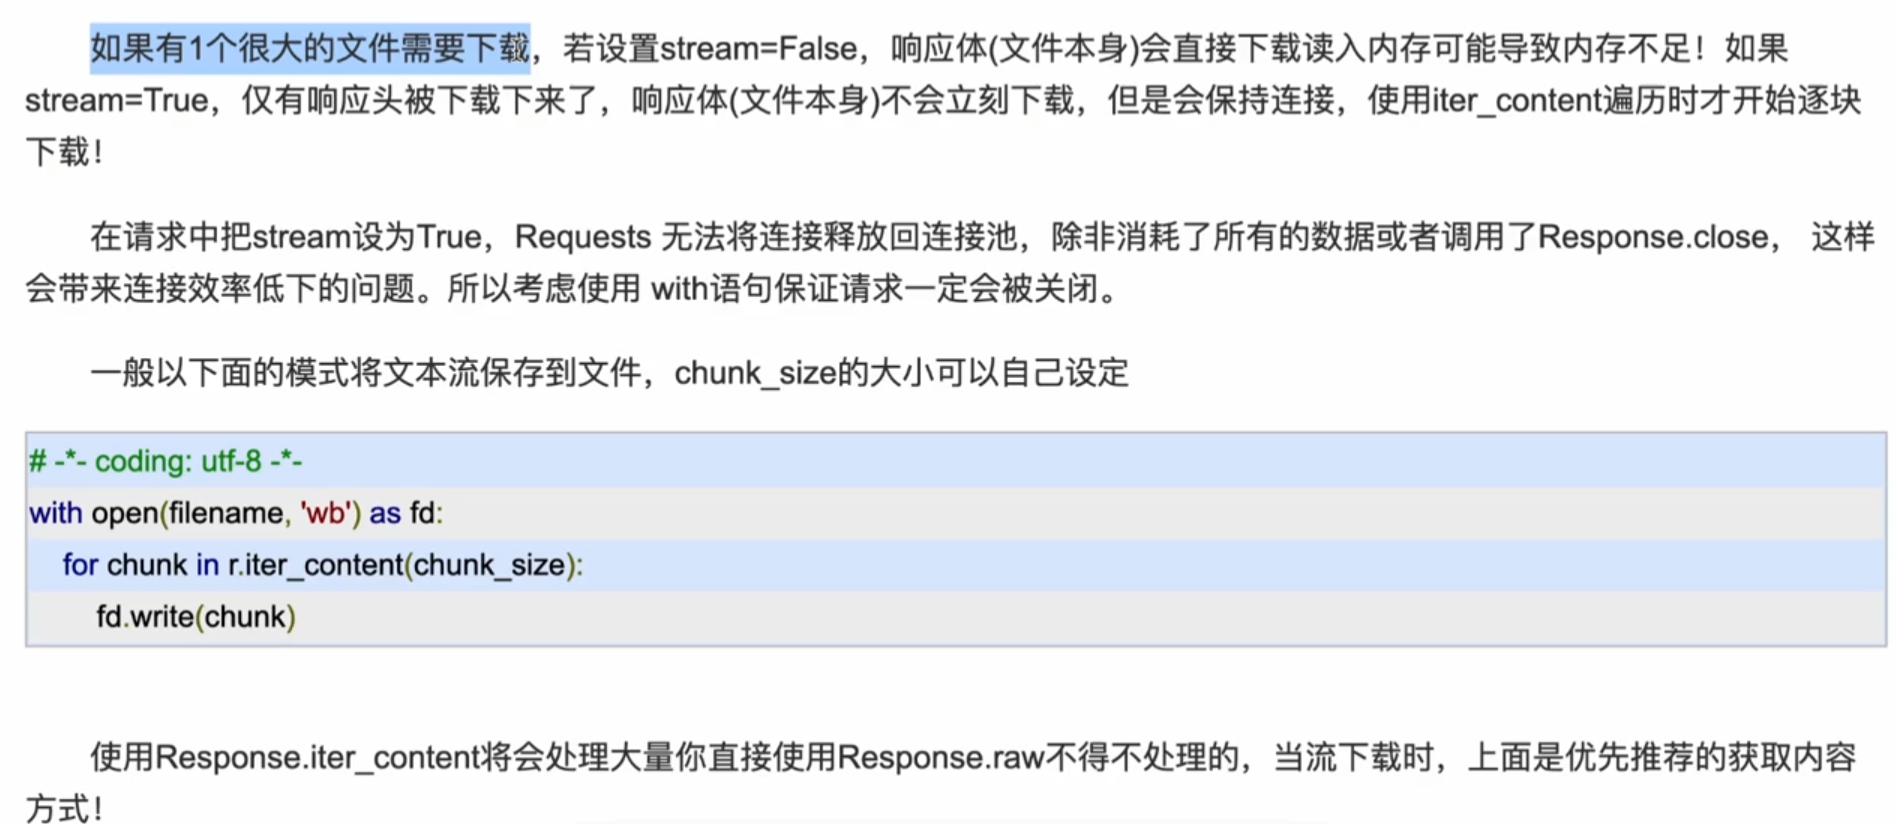 如果有1个很大的文件需要下载，若设置stream=False，响应体(文件本身)会直接下载读入内存可能导致内存不足！如果
stream=True，仅有响应头被下载下来了，响应体(文件本身)不会立刻下载，但是会保持连接，使用iter_content遍历时才开始逐块
下载！
在请求中把stream设为True，Requests 无法将连接释放回连接池，除非消耗了所有的数据或者调用了Response.close， 这样
会带来连接效率低下的问题。所以考虑使用 with语句保证请求一定会被关闭。
一般以下面的模式将文本流保存到文件，chunk_size的大小可以自己设定
# -*- coding: utf-8 -*-
with open(filename, 'wb') as fd:
for chunk in r.iter_content(chunk_size):
fd.write(chunk)
使用Response.iter_content将会处理大量你直接使用Response.raw不得不处理的，当流下载时，上面是优先推荐的获取内容
方式！